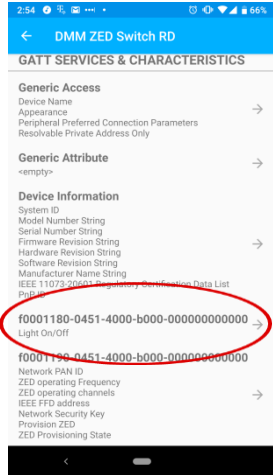 2:54 66%
DMM ZED Switch RD
GATT SERVICES & CHARACTERISTICS
Generic Access
Device Name
Appearance
Peripheral Preferred Connection Parameters
Resolvable Private Address Only
Generic Attribute
<empty>
Device Information
System ID
Model Number String
Serial Number String
Firmware Revision String
Hardware Revision String
Software Revision String
Manufacturer Name String
IEEE 11073-20601 Regulatory Certification Data List
PnP ID
f0001180-0451-4000-b000-000000000000
Light On/Off
f0001190-0451-4000-b000-000000000000
Network PAN ID
ZED operating Frequency
ZED operating channels
IEEE FFD address
Network Security Key
Provision ZED
ZED Provisioning State